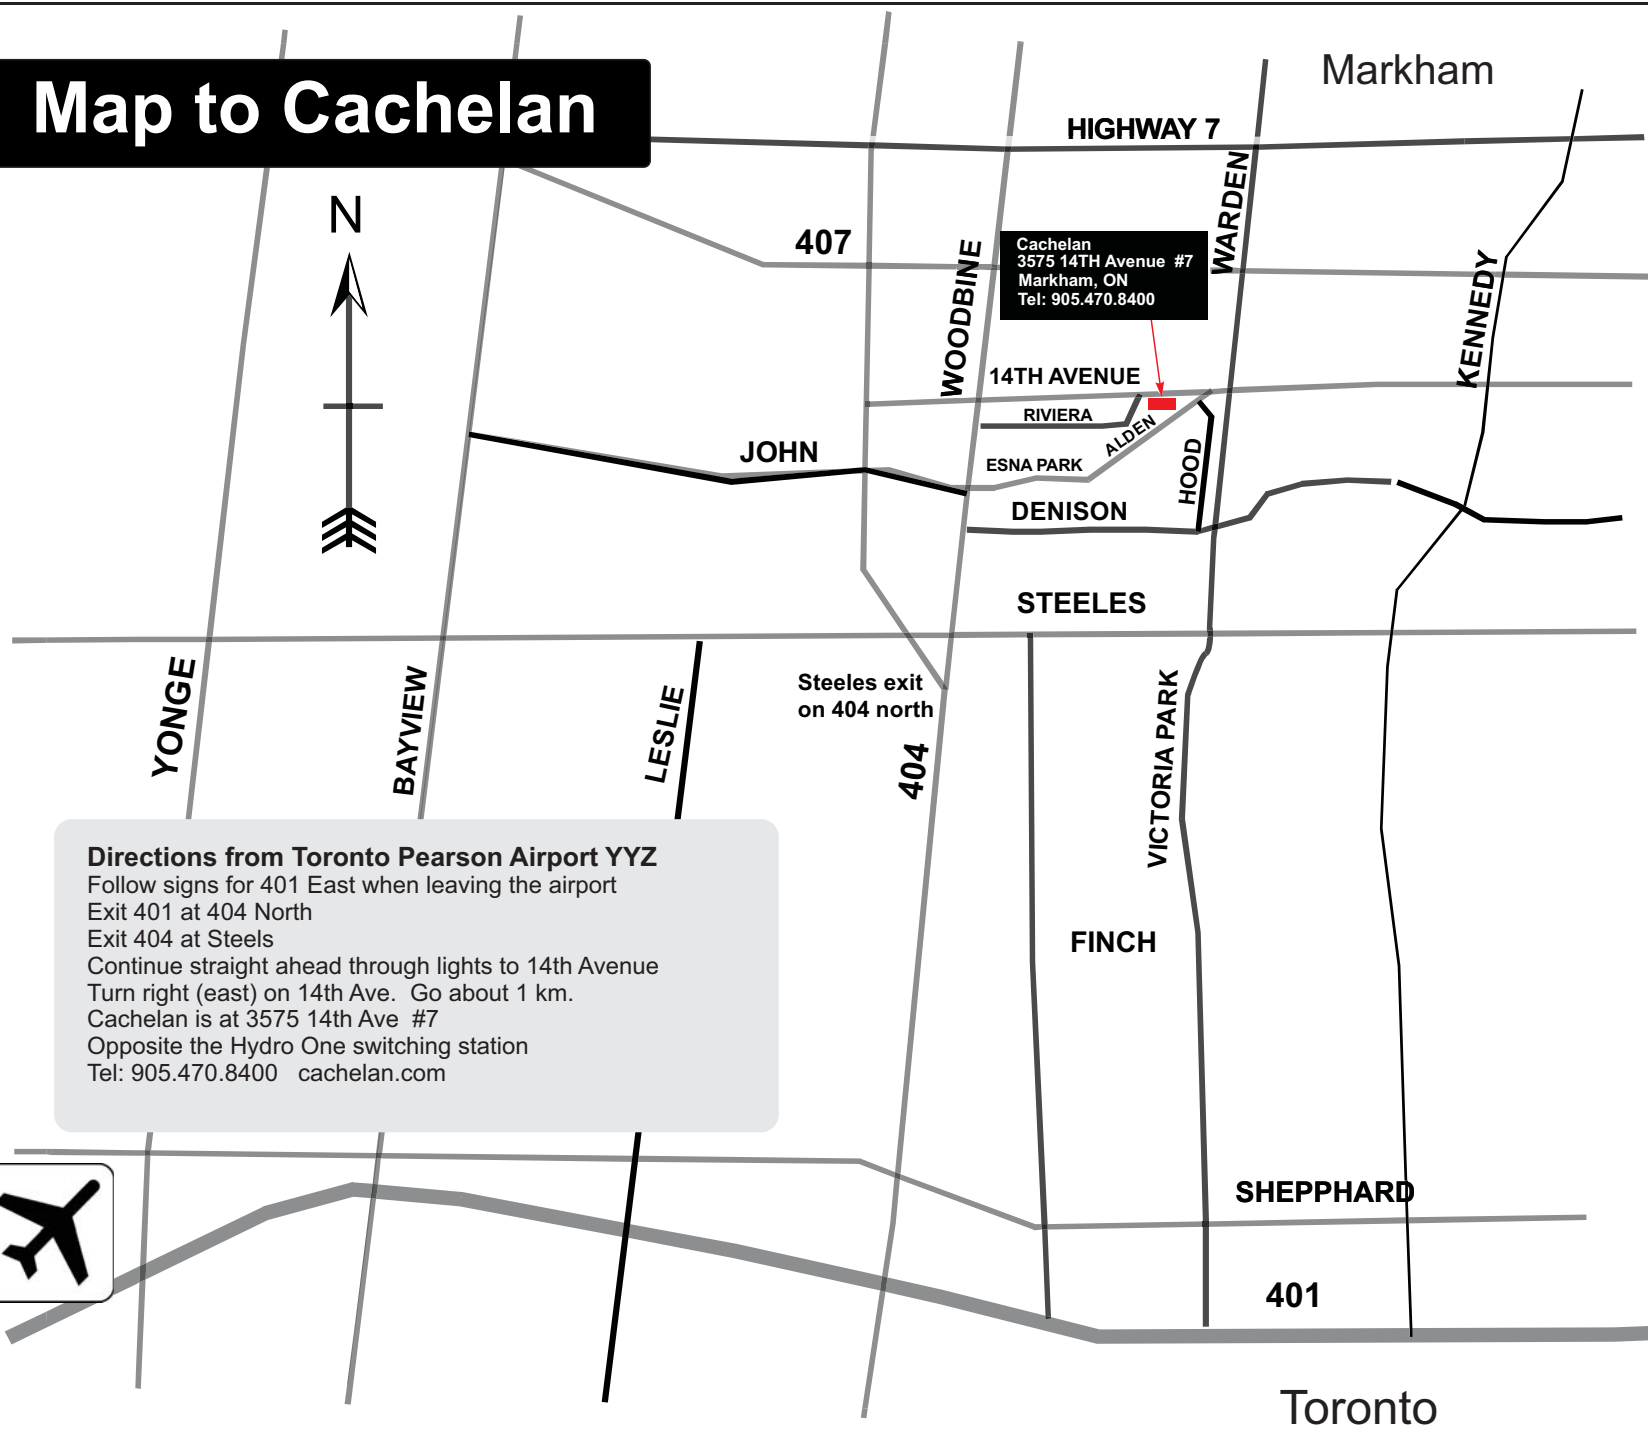 Markham
Map to Cachelan
HIGHWAY 7
WARDEN
N
407
WOODBINE
Cachelan
3575 14TH Avenue  #7
Markham, ON
Tel: 905.470.8400
KENNEDY
14TH AVENUE
RIVIERA
ALDEN
JOHN
ESNA PARK
HOOD
DENISON
STEELES
YONGE
BAYVIEW
LESLIE
Steeles exit
on 404 north
404
VICTORIA PARK
Directions from Toronto Pearson Airport YYZ
Follow signs for 401 East when leaving the airport
Exit 401 at 404 North
Exit 404 at Steels
Continue straight ahead through lights to 14th Avenue
Turn right (east) on 14th Ave.  Go about 1 km.
Cachelan is at 3575 14th Ave  #7
Opposite the Hydro One switching station
Tel: 905.470.8400   cachelan.com
FINCH
SHEPPHARD
401
Toronto